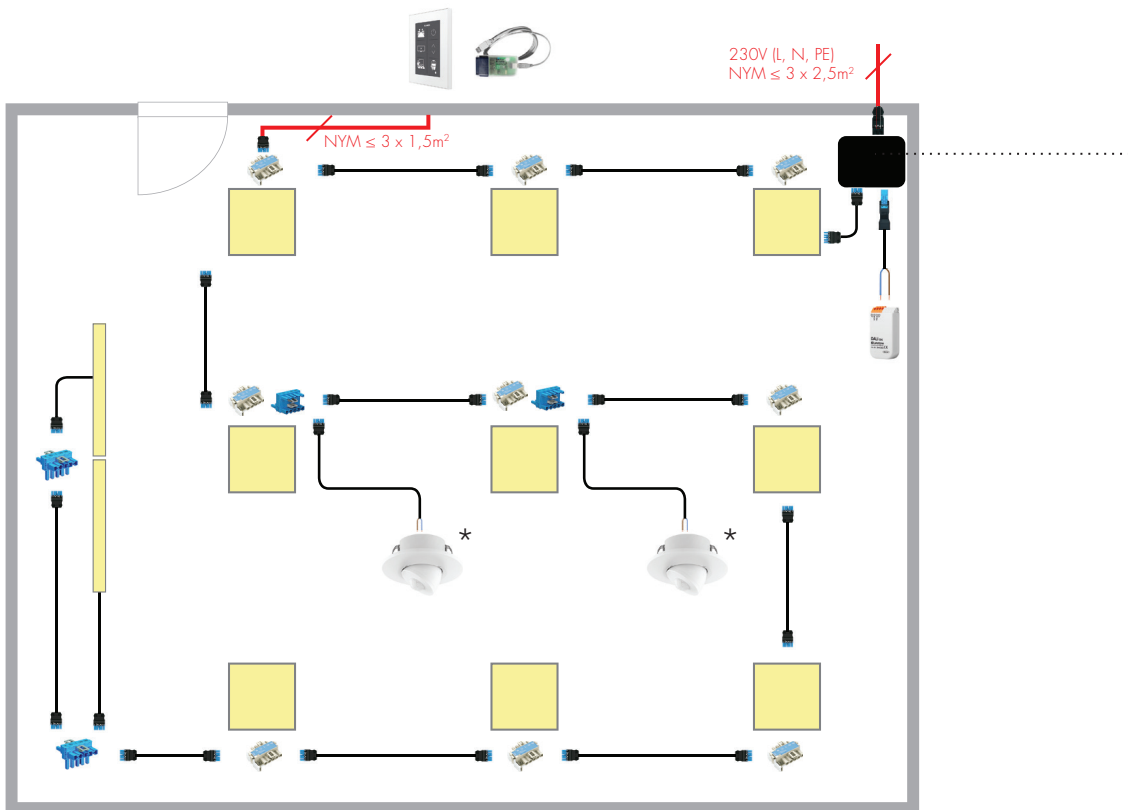 230V (L, N, PE)
NYM ≤ 3 x 2,5m²
NYM ≤ 3 x 1,5m²
*
*